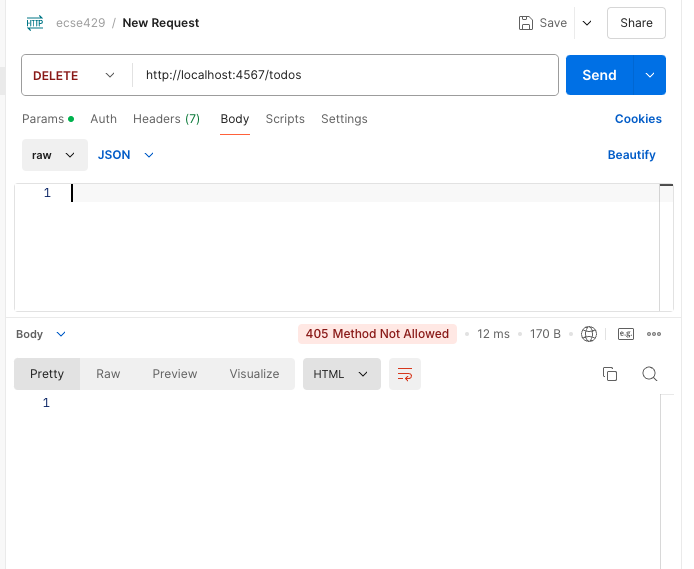 HTTP ecse429 / New Request Save Share
DELETE http://localhost:4567/todos Send
Params Auth Headers (7) Body Scripts Settings Cookies
raw JSON Beautify
1
Body 405 Method Not Allowed 12 ms 170 B e.g.
Pretty Raw Preview Visualize HTML
1